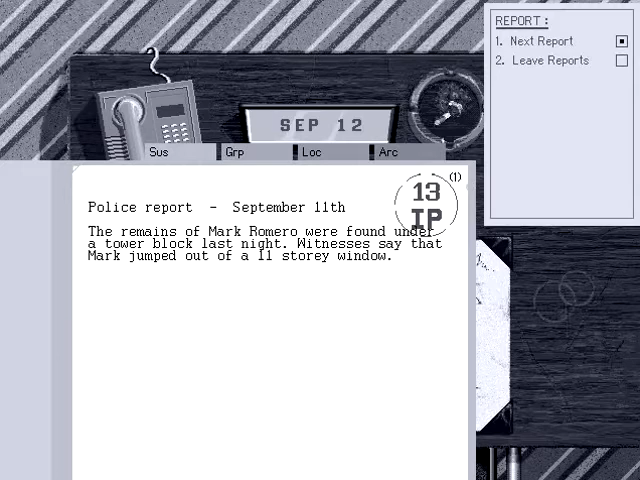 REPORT:
1. Next Report
2. Leave Reports
SEP 12
Sus Grp Loc Arc
(1)
13
IP
Police report - September 11th
The remains of Mark Romero were found under
a tower block last night. Witnesses say that
Mark jumped out of a 11 storey window.